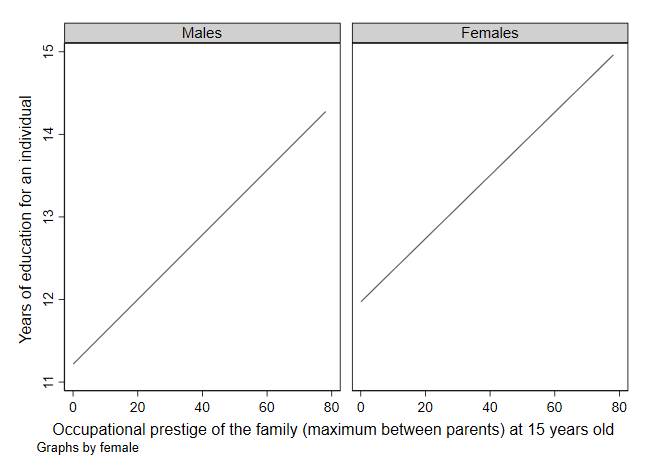 Males
Females
Years of education for an individual
15
14
13
12
11
0 20 40 60 80
0 20 40 60 80
Occupational prestige of the family (maximum between parents) at 15 years old
Graphs by female